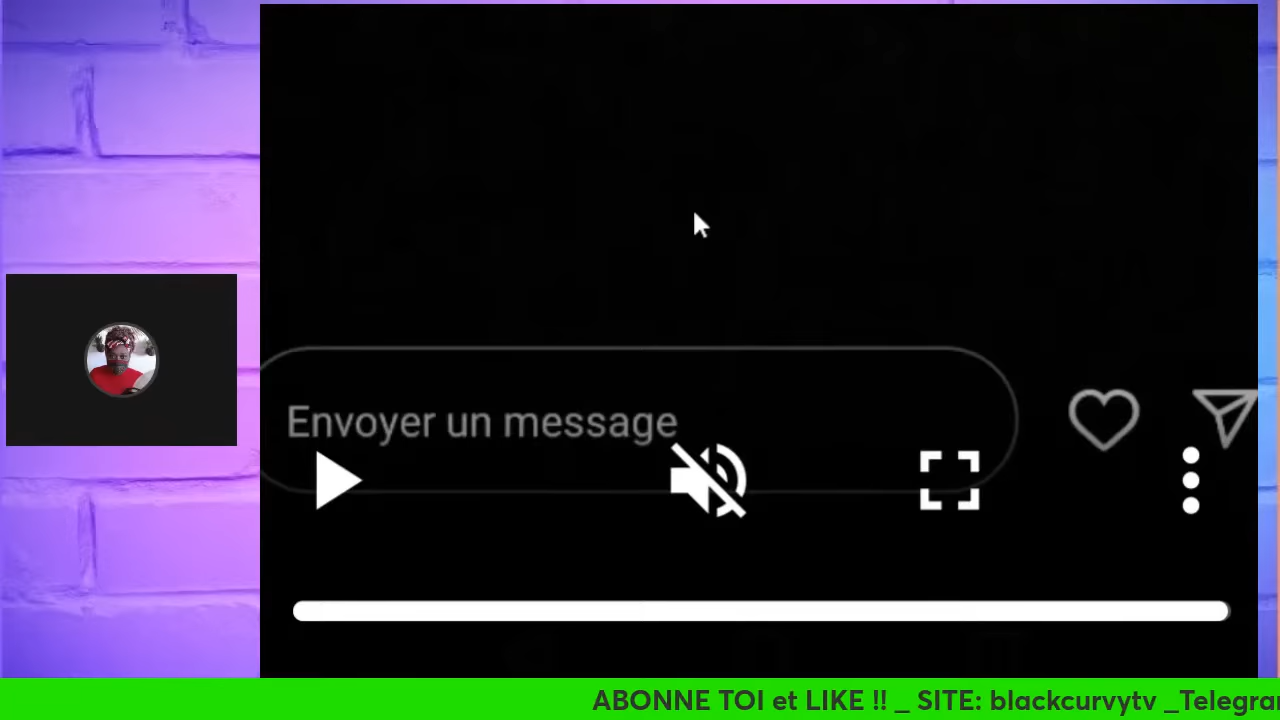 Envoyer un message
ABONNE TOI et LIKE !! _ SITE: blackcurvytv _Telegra